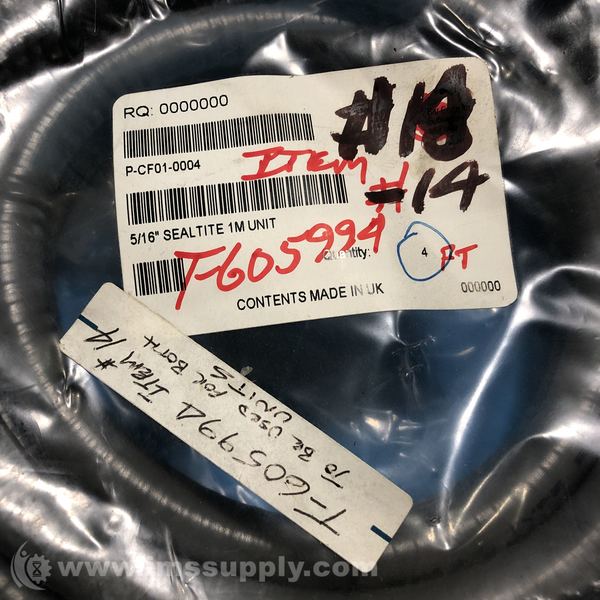 RQ: 0000000
#18
P-CF01-0004
ITEM
#-14
5/16" SEALTITE 1M UNIT
T-605994
Quantity: 4 FT
CONTENTS MADE IN UK
000000
T-605994 ITEM #14
TO BE USED FOR BOTH
UNITS
www.imssupply.com